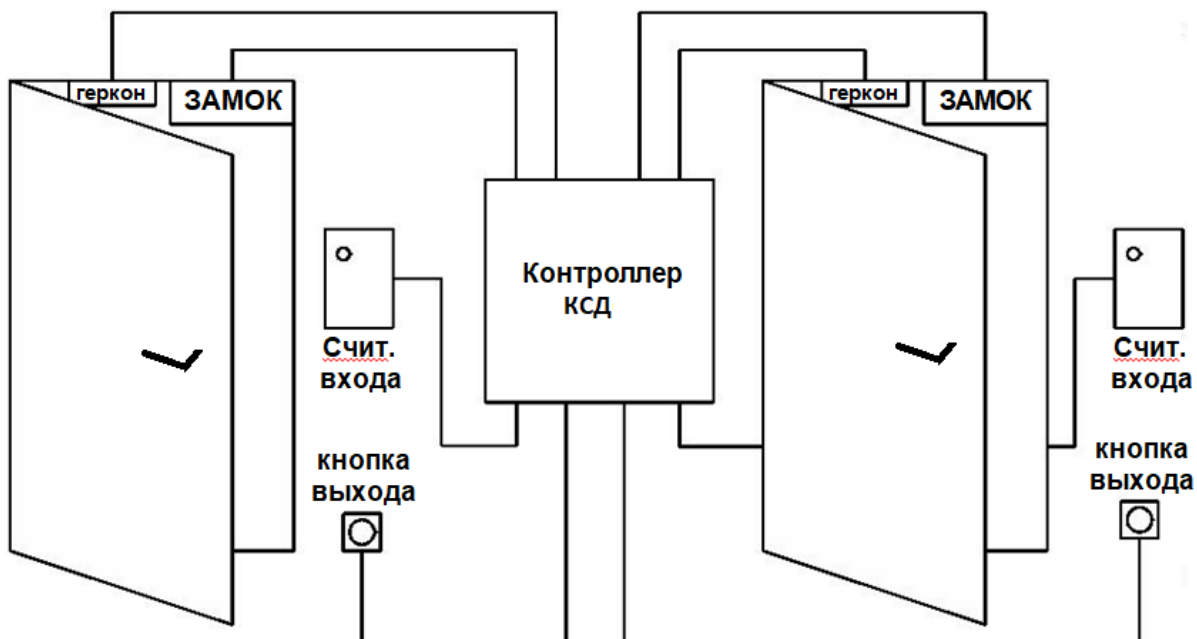 геркон
ЗАМОК
геркон
ЗАМОК
Контроллер
КСД
Счит.
входа
Счит.
входа
кнопка
выхода
кнопка
выхода